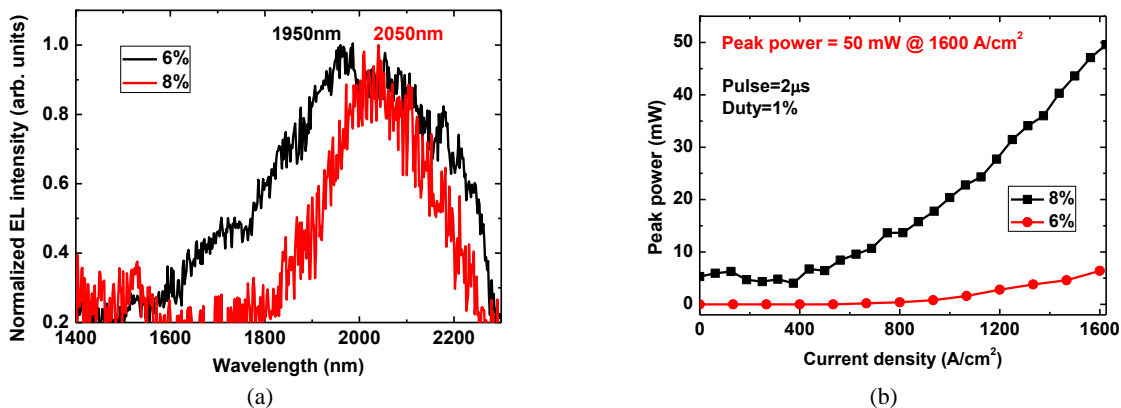 1950nm 2050nm
6%
8%
Normalized EL intensity (arb. units)
1.0
0.8
0.6
0.4
0.2
1400 1600 1800 2000 2200
Wavelength (nm)
(a)
Peak power = 50 mW @ 1600 A/cm²
Pulse=2μs
Duty=1%
8%
6%
Peak power (mW)
50
40
30
20
10
0
0 400 800 1200 1600
Current density (A/cm²)
(b)